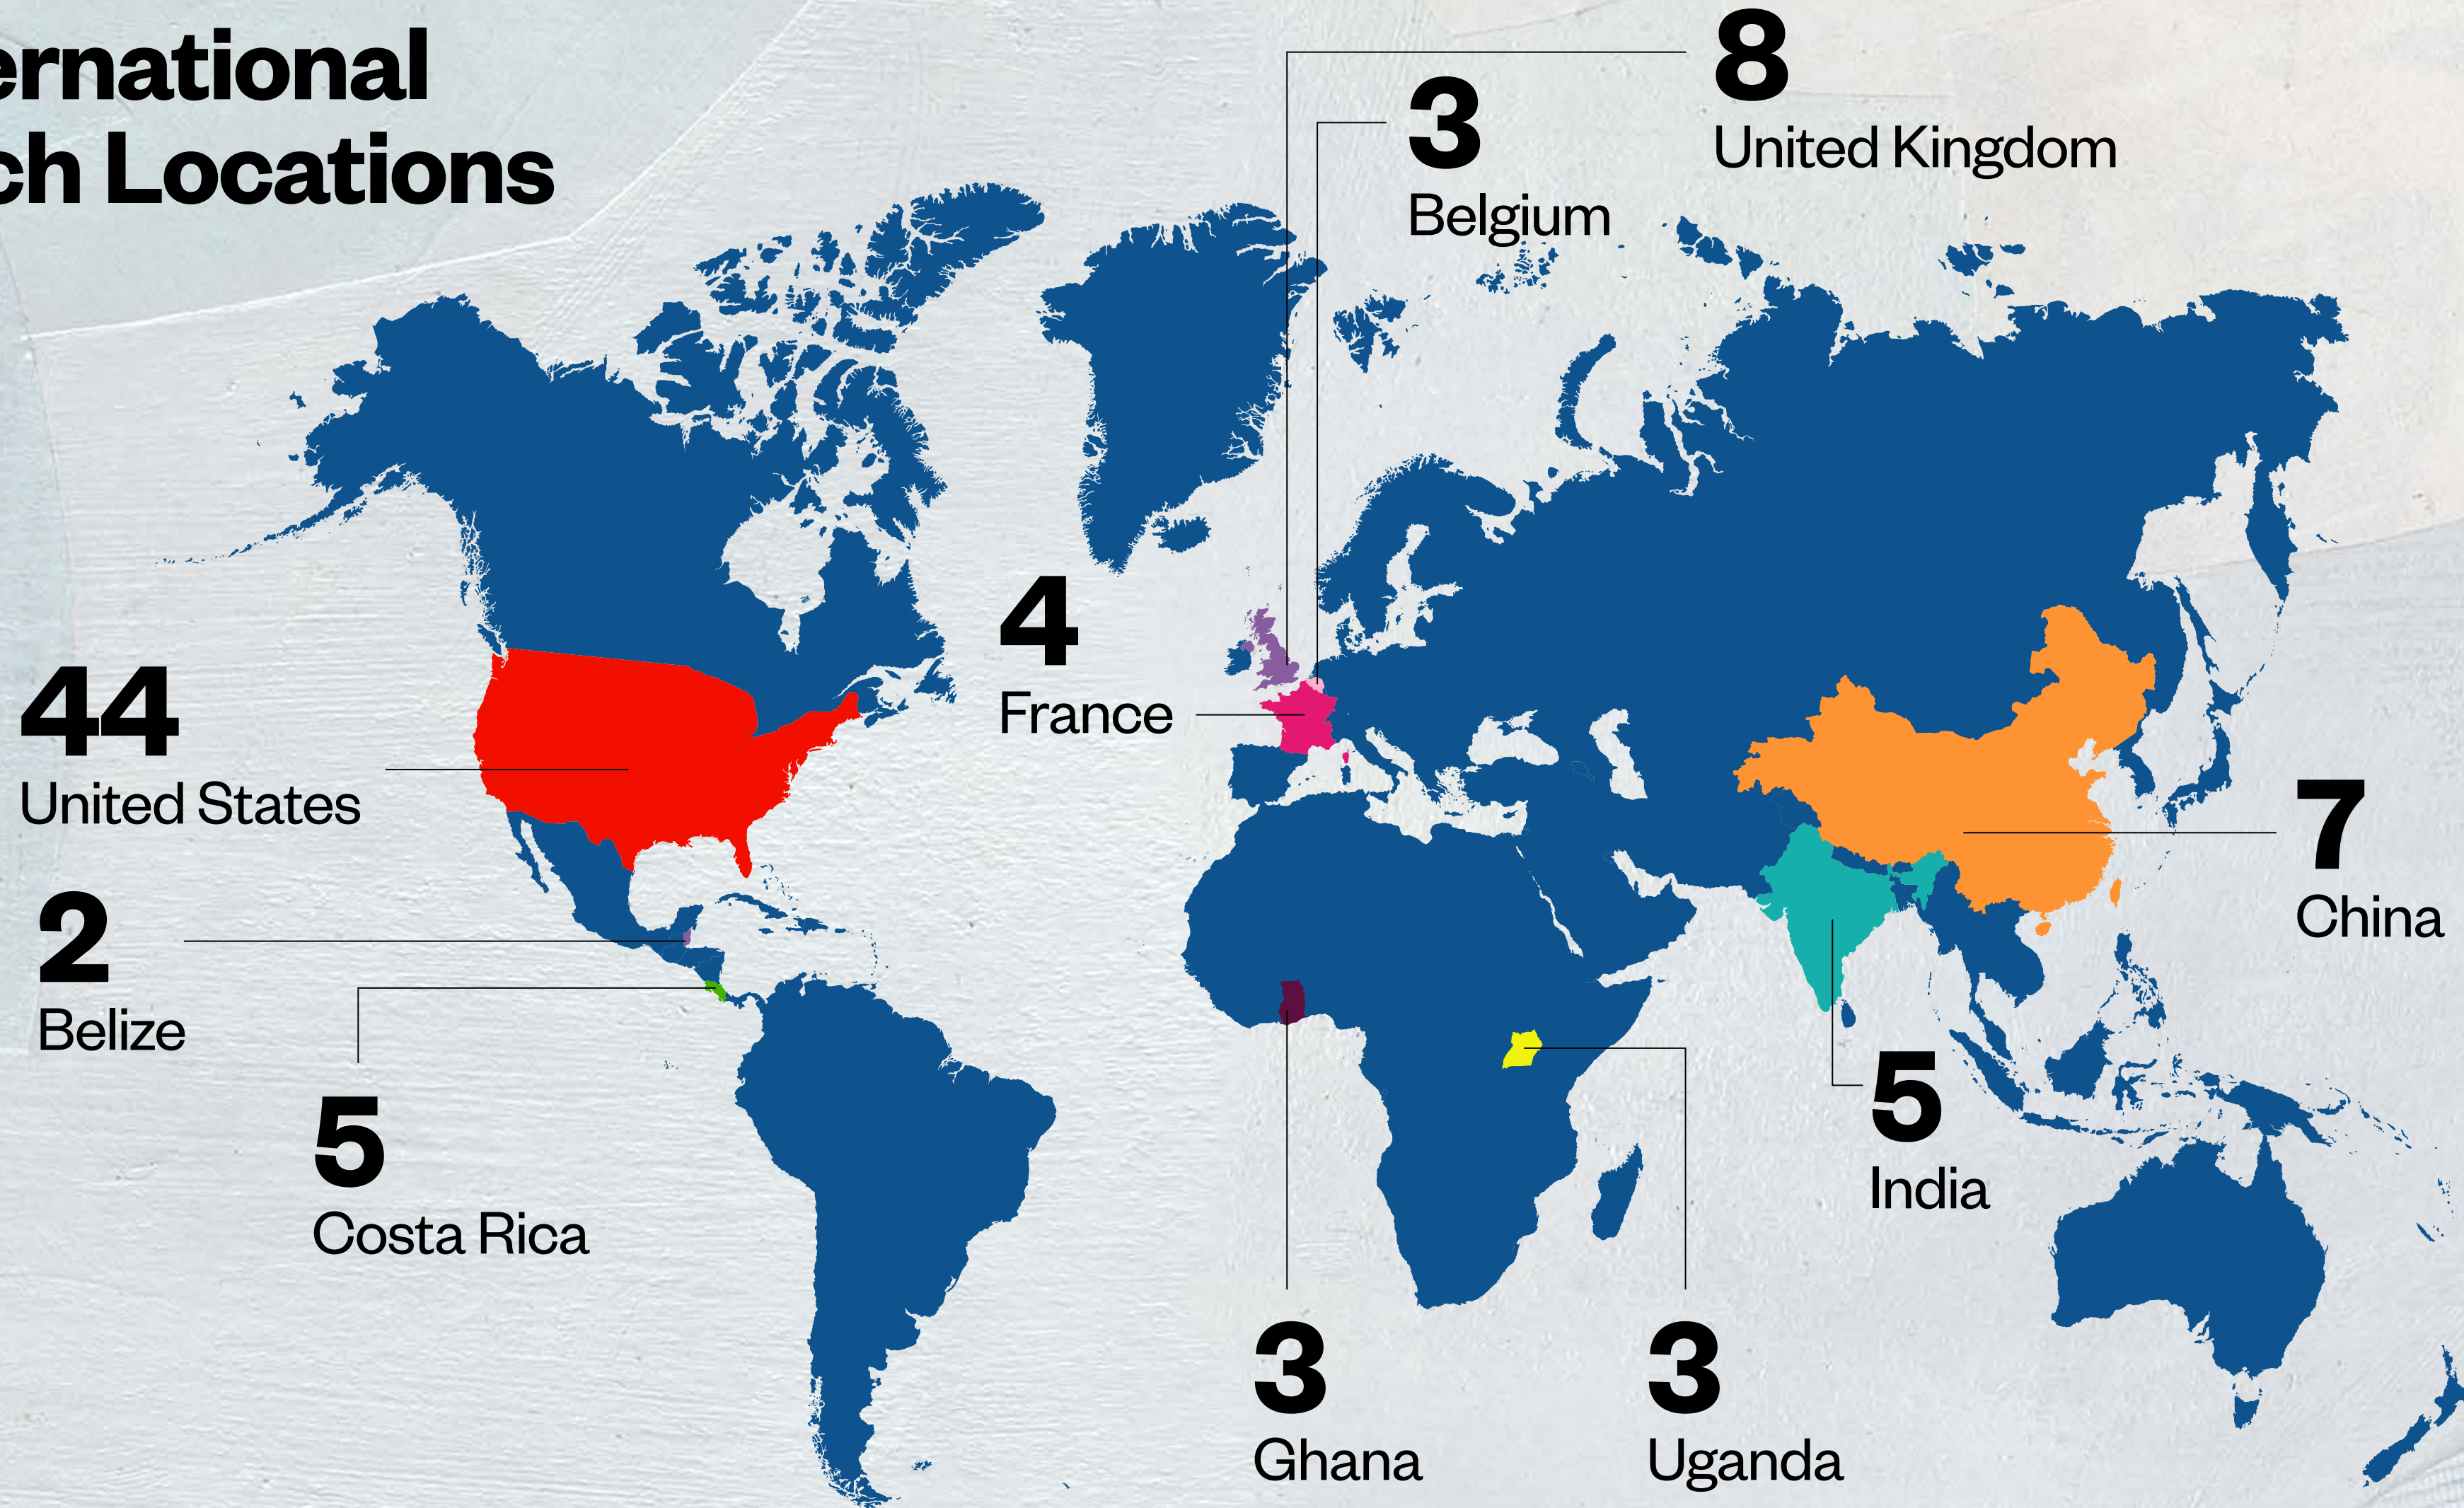 ernational
ch Locations
8
United Kingdom
3
Belgium
4
France
44
United States
7
China
2
Belize
5
Costa Rica
5
India
3
Ghana
3
Uganda